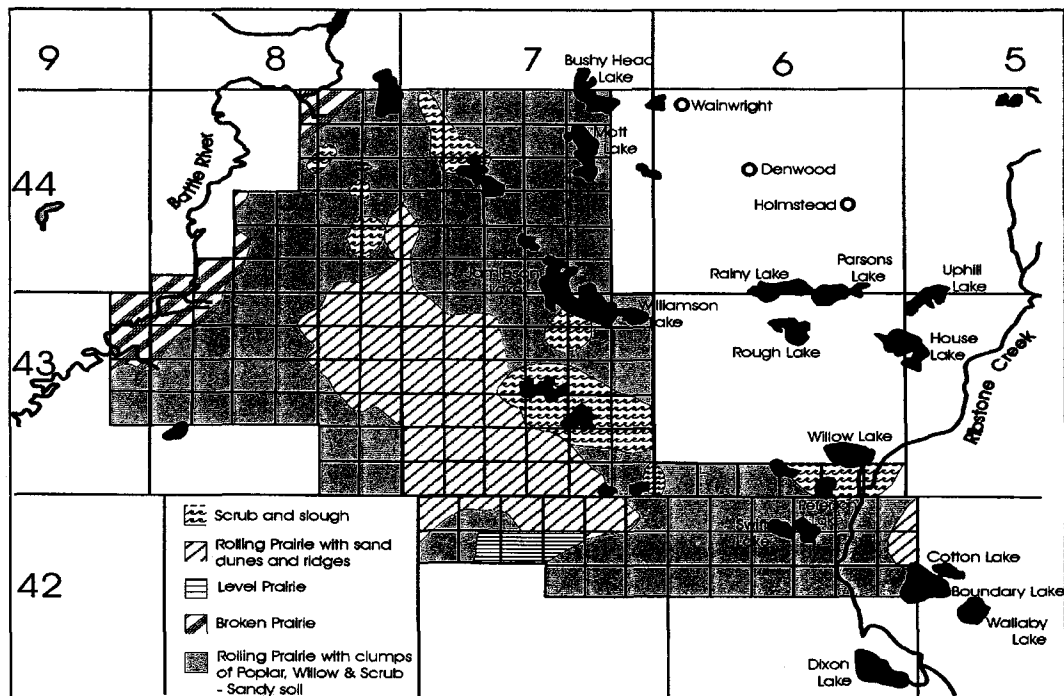 9
8
7
6
5
Bushy Head
Lake
Wainwright
Mott
Lake
Battle River
44
Denwood
Holmstead
Rainy Lake
Parsons
Lake
Uphill
Lake
Williamson
Lake
Rough Lake
House
Lake
43
Ribstone Creek
Willow Lake
Scrub and slough
Rolling Prairie with sand
dunes and ridges
Level Prairie
Broken Prairie
Rolling Prairie with clumps
of Poplar, Willow & Scrub
- Sandy soil
42
Cotton Lake
Boundary Lake
Wallaby
Lake
Dixon
Lake